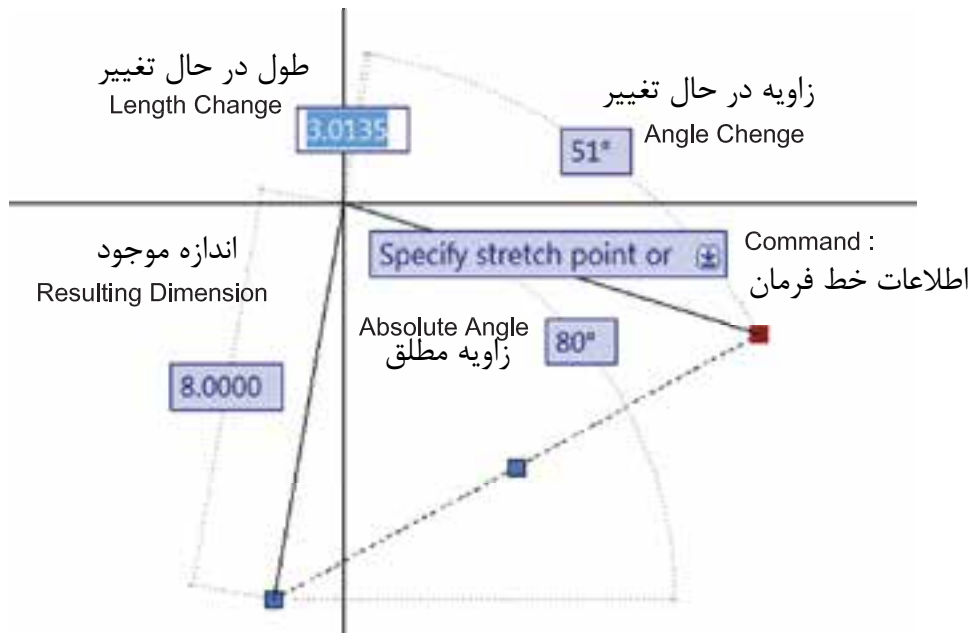 طول در حال تغییر
Length Change
3.0135
زاویه در حال تغییر
Angle Chenge
51°
اندازه موجود
Resulting Dimension
Specify stretch point or
Command :
اطلاعات خط فرمان
Absolute Angle
زاویه مطلق
80°
8.0000